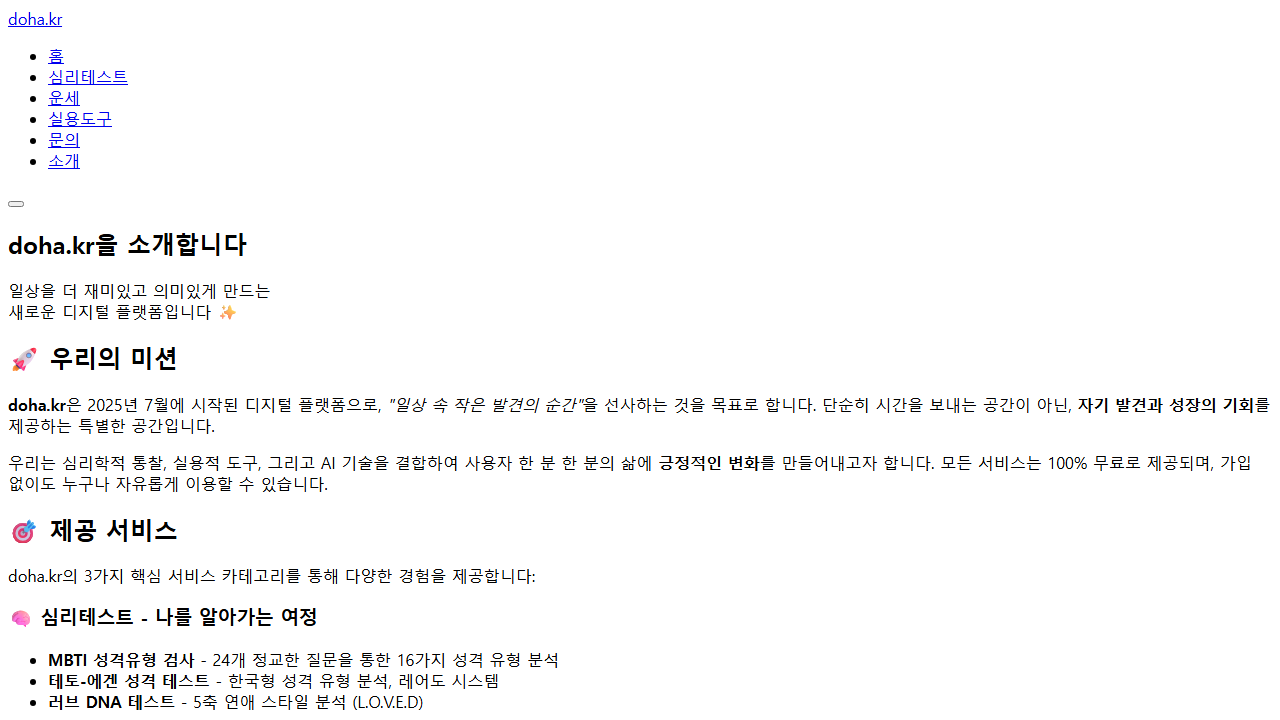 doha.kr
홈
심리테스트
운세
실용도구
문의
소개
doha.kr을 소개합니다
일상을 더 재미있고 의미있게 만드는
새로운 디지털 플랫폼입니다 ✨
🚀 우리의 미션
doha.kr은 2025년 7월에 시작된 디지털 플랫폼으로, "일상 속 작은 발견의 순간"을 선사하는 것을 목표로 합니다. 단순히 시간을 보내는 공간이 아닌, 자기 발견과 성장의 기회를
제공하는 특별한 공간입니다.
우리는 심리학적 통찰, 실용적 도구, 그리고 AI 기술을 결합하여 사용자 한 분 한 분의 삶에 긍정적인 변화를 만들어내고자 합니다. 모든 서비스는 100% 무료로 제공되며, 가입
없이도 누구나 자유롭게 이용할 수 있습니다.
🎯 제공 서비스
doha.kr의 3가지 핵심 서비스 카테고리를 통해 다양한 경험을 제공합니다:
🧠 심리테스트 - 나를 알아가는 여정
MBTI 성격유형 검사 - 24개 정교한 질문을 통한 16가지 성격 유형 분석
테토-에겐 성격 테스트 - 한국형 성격 유형 분석, 레어도 시스템
러브 DNA 테스트 - 5축 연애 스타일 분석 (L.O.V.E.D)